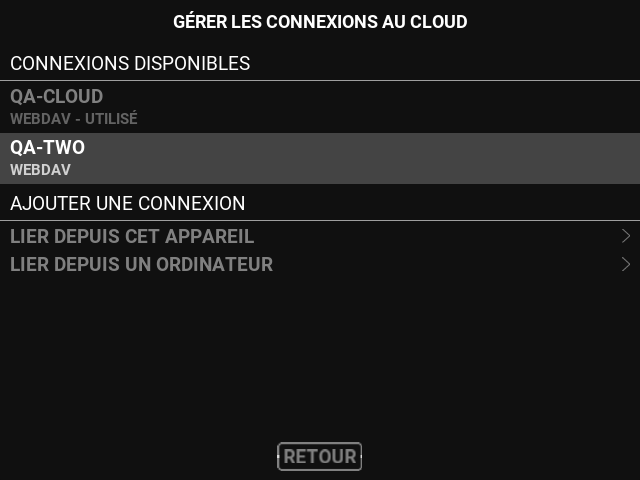 GÉRER LES CONNEXIONS AU CLOUD
CONNEXIONS DISPONIBLES
QA-CLOUD
WEBDAV - UTILISÉ
QA-TWO
WEBDAV
AJOUTER UNE CONNEXION
LIER DEPUIS CET APPAREIL
LIER DEPUIS UN ORDINATEUR
RETOUR